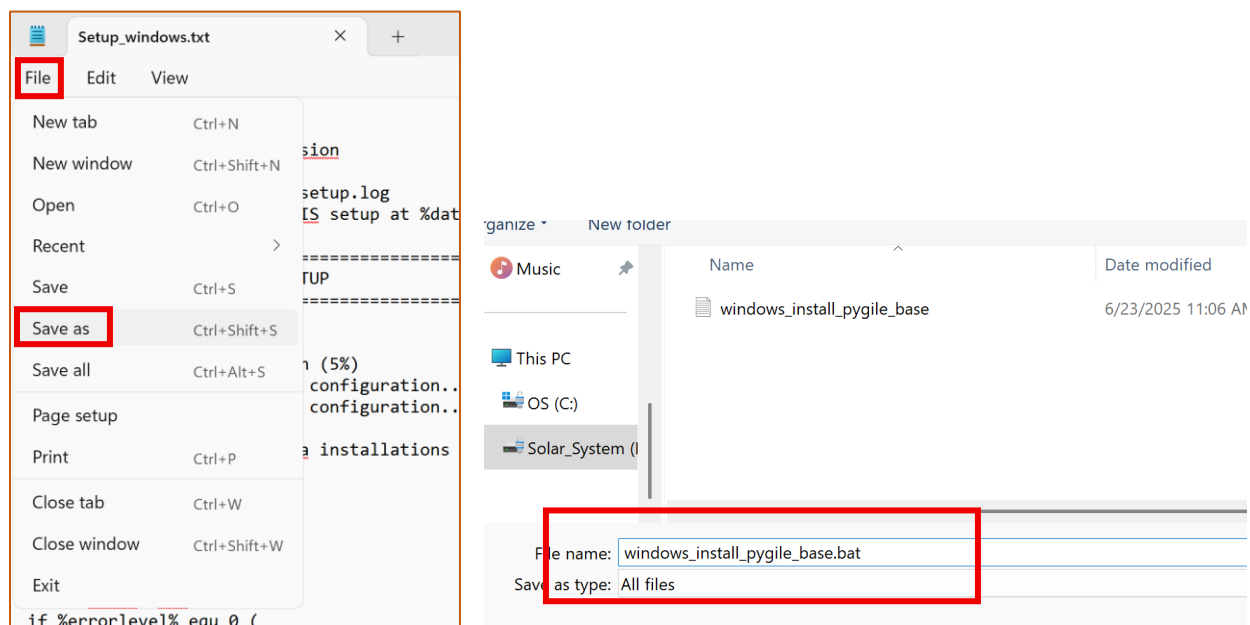 Setup_windows.txt
File Edit View
New tab Ctrl+N
New window Ctrl+Shift+N
Open Ctrl+O
Recent
Save Ctrl+S
Save as Ctrl+Shift+S
Save all Ctrl+Alt+S
Page setup
Print Ctrl+P
Close tab Ctrl+W
Close window Ctrl+Shift+W
Exit
sion
setup.log
IS setup at %dat
=================
TUP
=================
(5%)
configuration..
configuration..
a installations
if %errorlevel% equ 0 (
rganize New folder
Music
This PC
OS (C:)
Solar_System (
Name Date modified
windows_install_pygile_base 6/23/2025 11:06 AM
File name: windows_install_pygile_base.bat
Save as type: All files